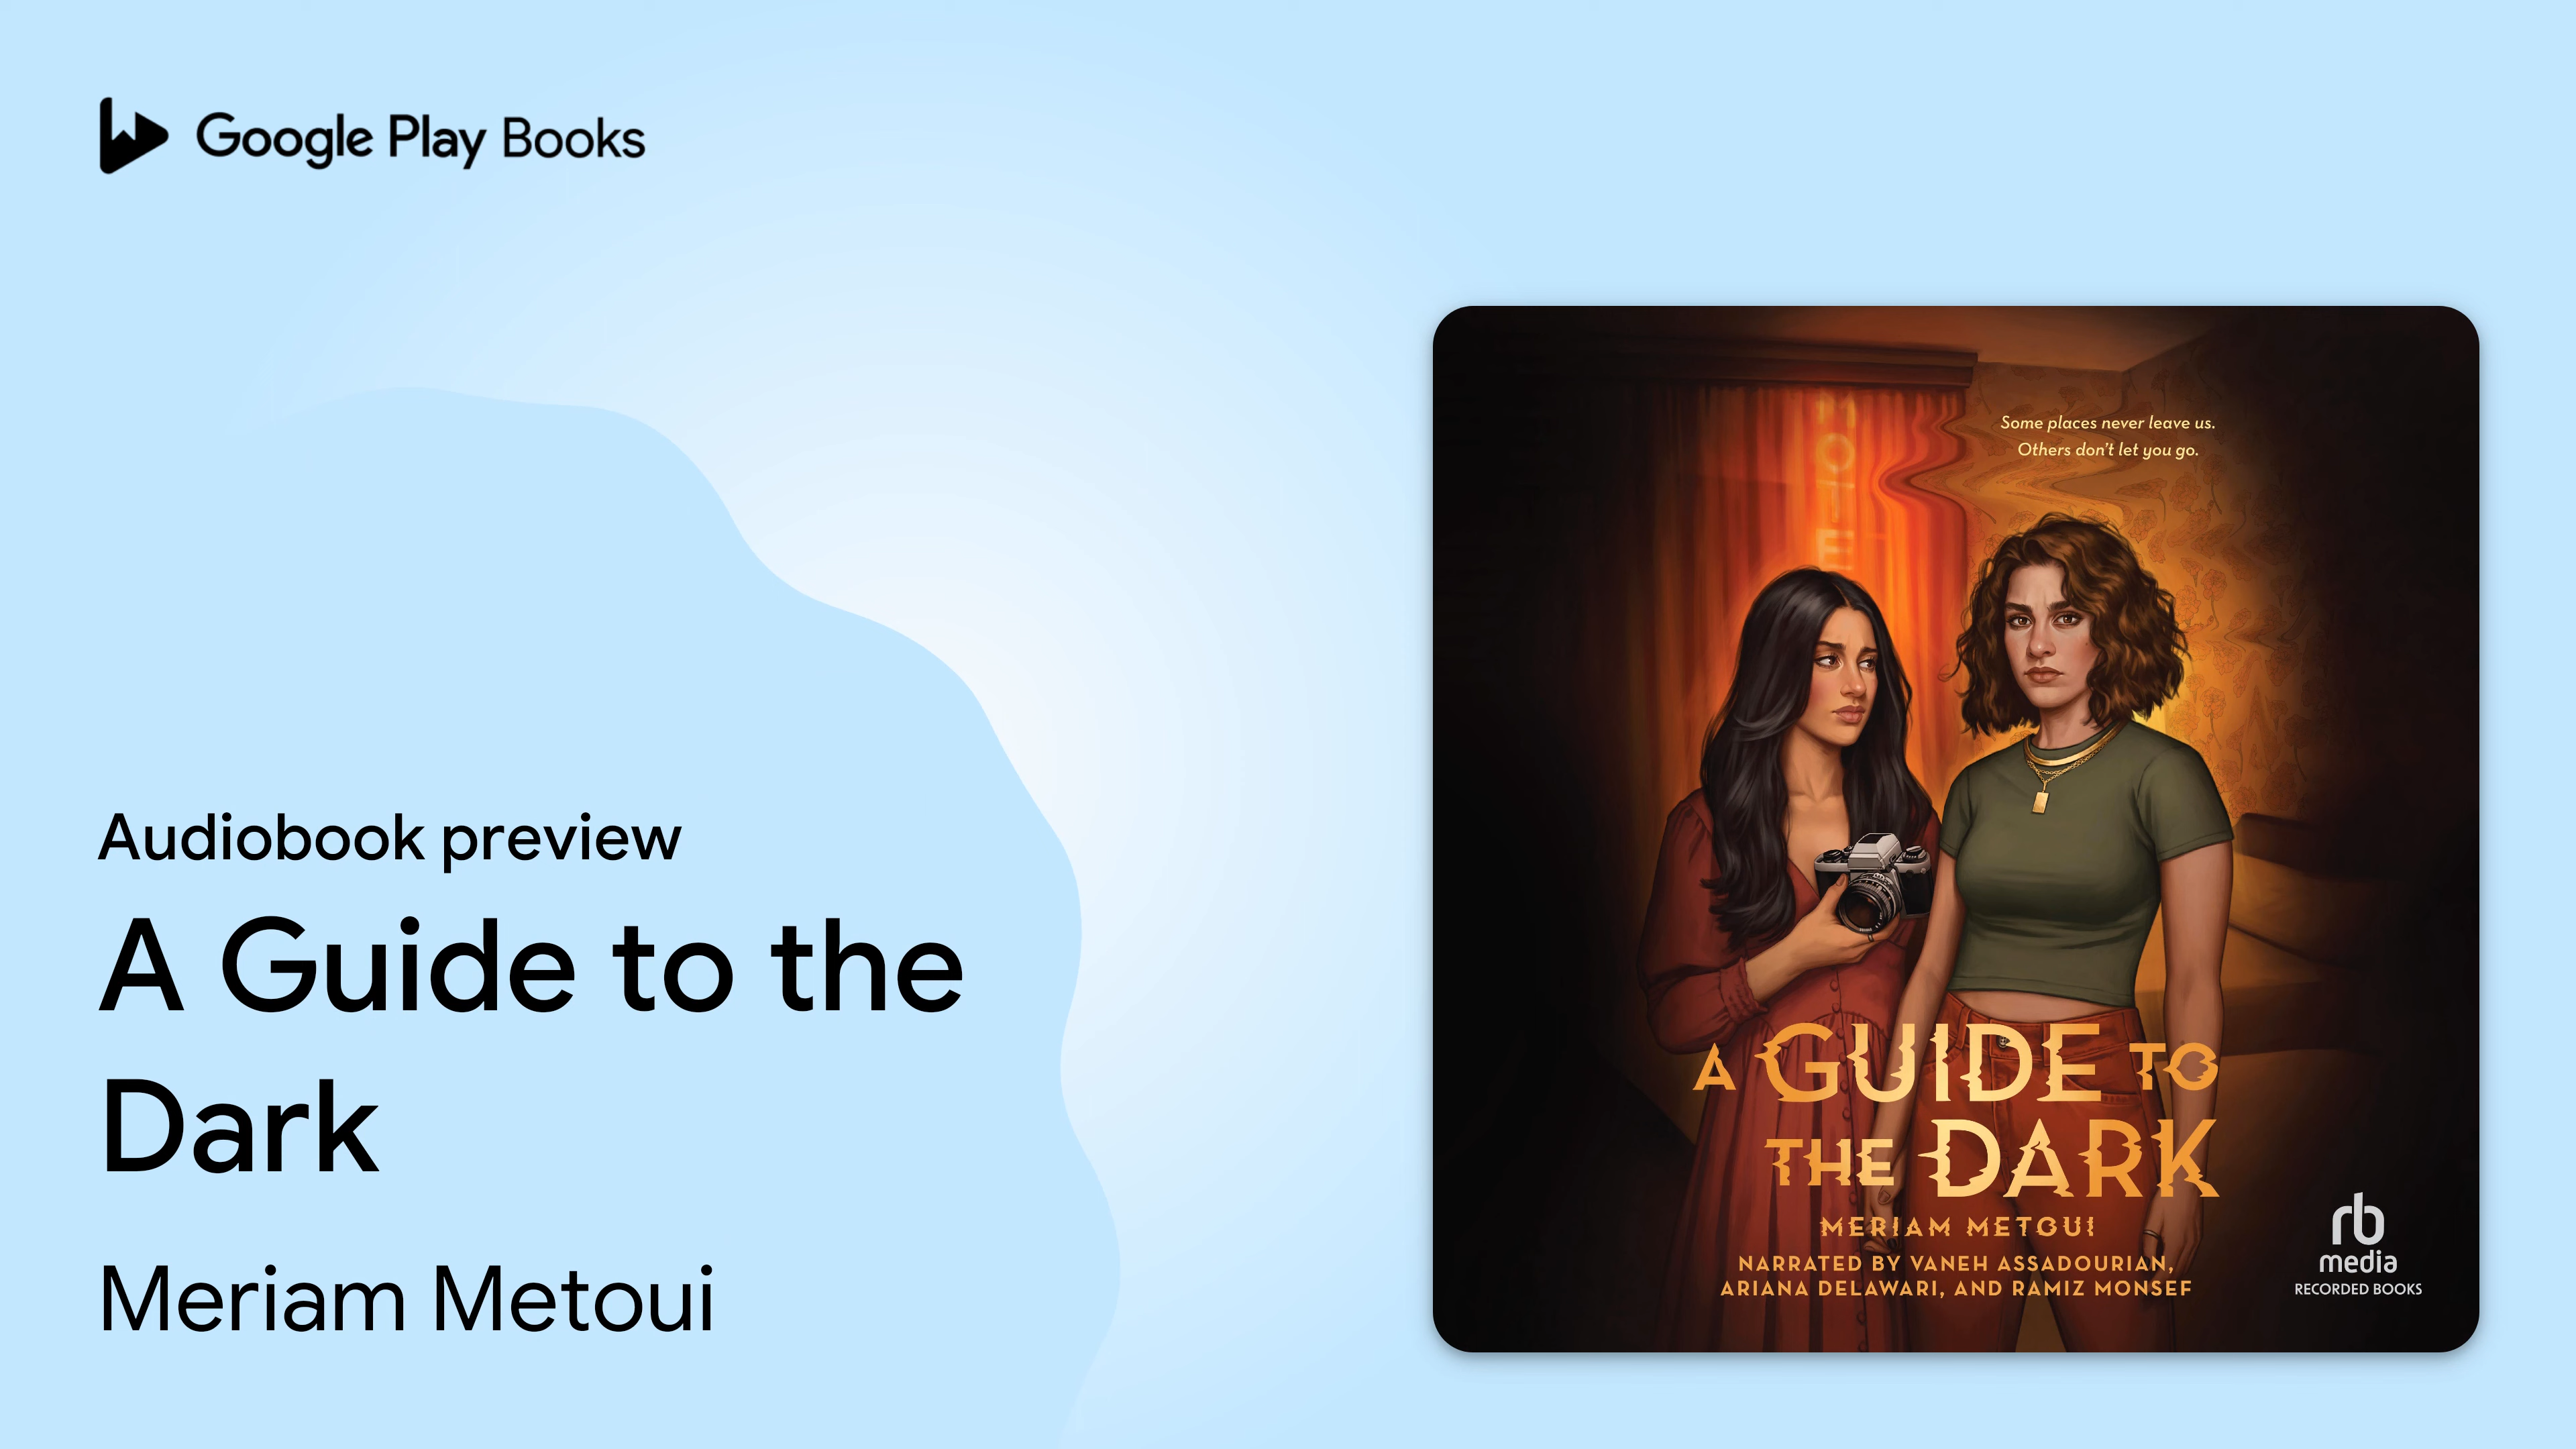 Google Play Books
Audiobook preview
A Guide to the
Dark
Meriam Metoui
MOTE
Some places never leave us.
Others don't let you go.
A GUIDE TO
THE DARK
MERIAM METOUI
NARRATED BY VANEH ASSADOURIAN,
ARIANA DELAWARI, AND RAMIZ MONSEF
rb
media
RECORDED BOOKS